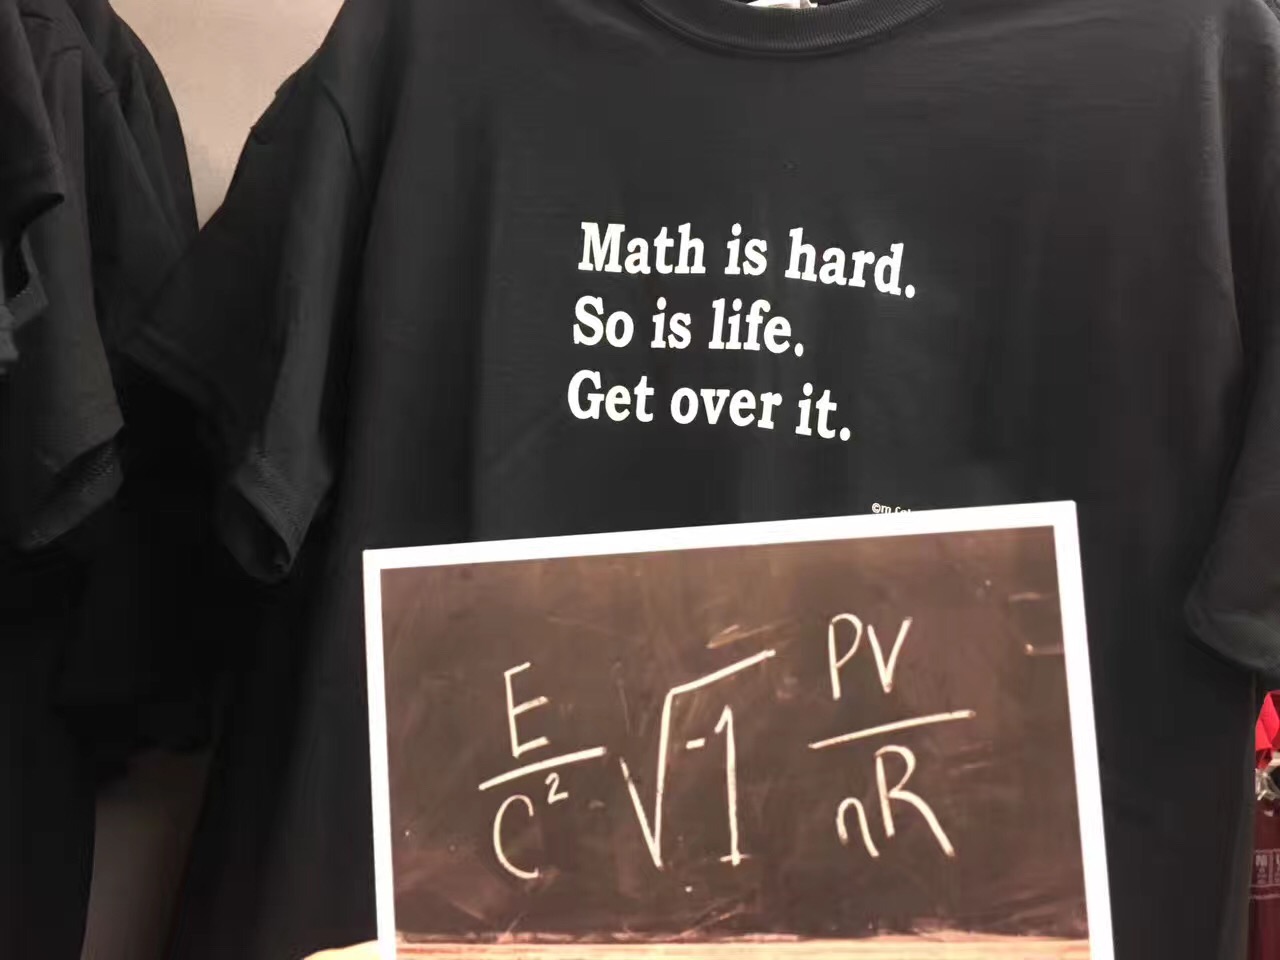 Math is hard.
So is life.
Get over it.
E/C² √-1 PV/nR